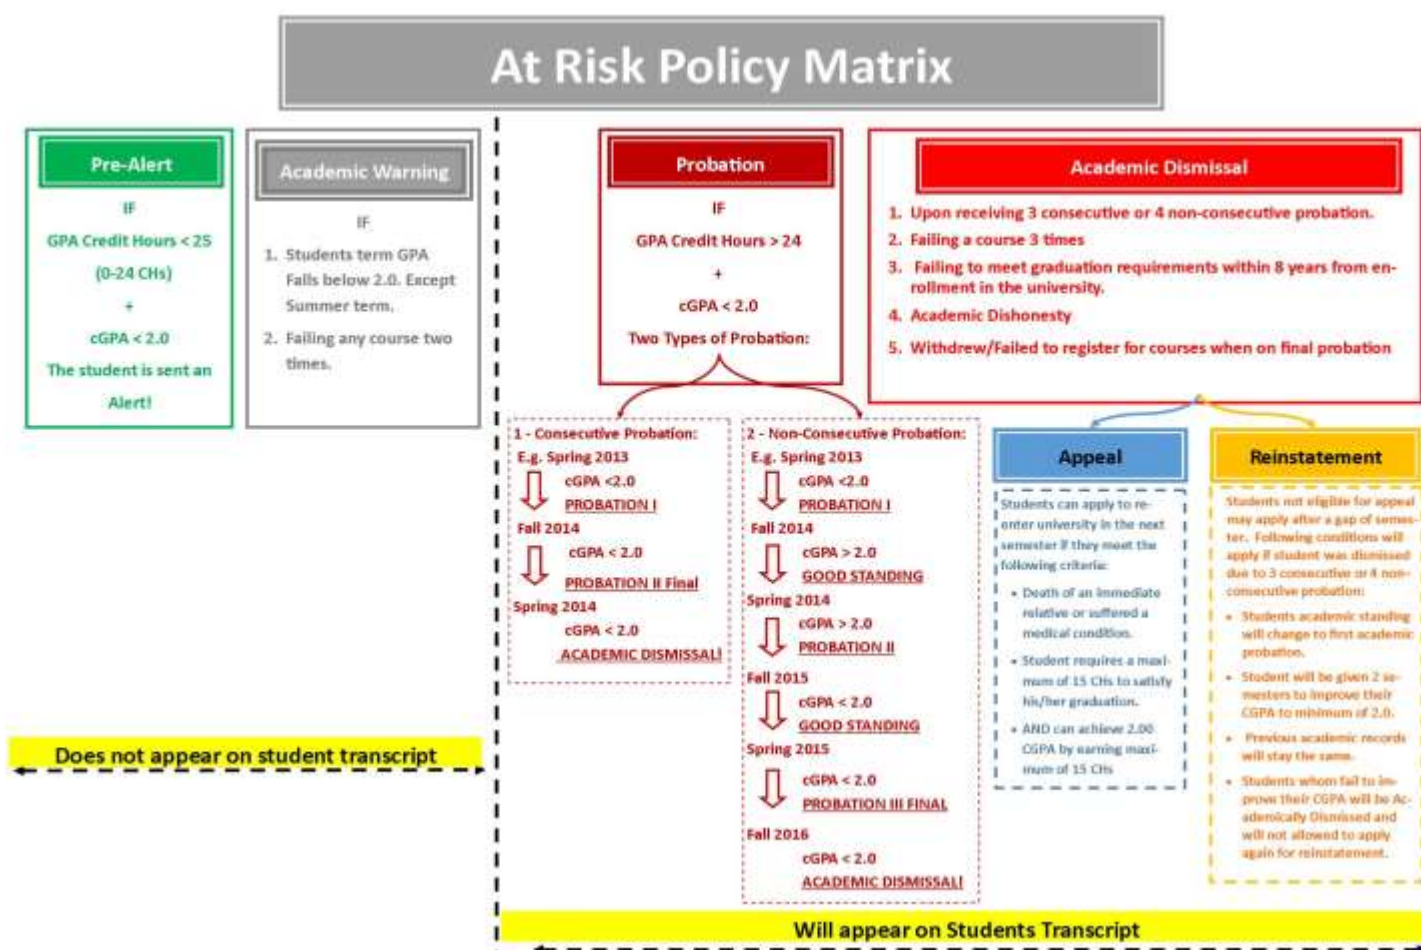 At Risk Policy Matrix
Pre-Alert
IF
GPA Credit Hours < 25
(0-24 CHs)
+
cGPA < 2.0
The student is sent an
Alert!
Academic Warning
IF
1. Students term GPA
Falls below 2.0. Except
Summer term.
2. Failing any course two
times.
Does not appear on student transcript
Probation
IF
GPA Credit Hours > 24
+
cGPA < 2.0
Two Types of Probation:
1 - Consecutive Probation:
E.g. Spring 2013
cGPA <2.0
PROBATION I
Fall 2014
cGPA < 2.0
PROBATION II Final
Spring 2014
cGPA < 2.0
ACADEMIC DISMISSAL!
2 - Non-Consecutive Probation:
E.g. Spring 2013
cGPA <2.0
PROBATION I
Fall 2014
cGPA > 2.0
GOOD STANDING
Spring 2014
cGPA > 2.0
PROBATION II
Fall 2015
cGPA < 2.0
GOOD STANDING
Spring 2015
cGPA < 2.0
PROBATION III FINAL
Fall 2016
cGPA < 2.0
ACADEMIC DISMISSAL!
Academic Dismissal
1. Upon receiving 3 consecutive or 4 non-consecutive probation.
2. Failing a course 3 times
3. Failing to meet graduation requirements within 8 years from en-
rollment in the university.
4. Academic Dishonesty
5. Withdrew/Failed to register for courses when on final probation
Appeal
Students can apply to re-
enter university in the next
semester if they meet the
following criteria:
• Death of an immediate
relative or suffered a
medical condition.
• Student requires a maxi-
mum of 15 CHs to satisfy
his/her graduation.
• AND can achieve 2.00
CGPA by earning maxi-
mum of 15 CHs
Reinstatement
Students not eligible for appeal
may apply after a gap of semes-
ter. Following conditions will
apply if student was dismissed
due to 3 consecutive or 4 non-
consecutive probation:
• Students academic standing
will change to first academic
probation.
• Student will be given 2 se-
mesters to improve their
CGPA to minimum of 2.0.
• Previous academic records
will stay the same.
• Students whom fail to im-
prove their CGPA will be Ac-
ademically Dismissed and
will not allowed to apply
again for reinstatement.
Will appear on Students Transcript